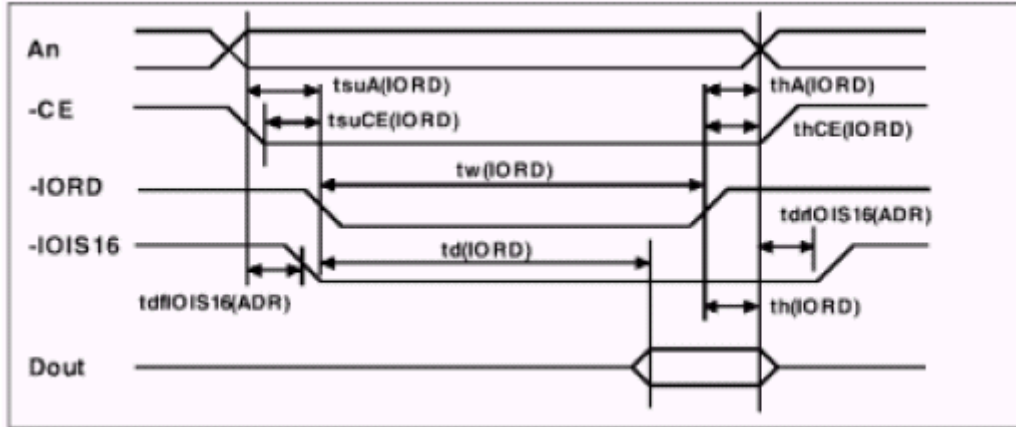 An
tsuA(IORD)
thA(IORD)
-CE
tsuCE(IORD)
thCE(IORD)
tw(IORD)
-IORD
tdrIOIS16(ADR)
-IOIS16
td(IORD)
tdfIOIS16(ADR)
th(IORD)
Dout